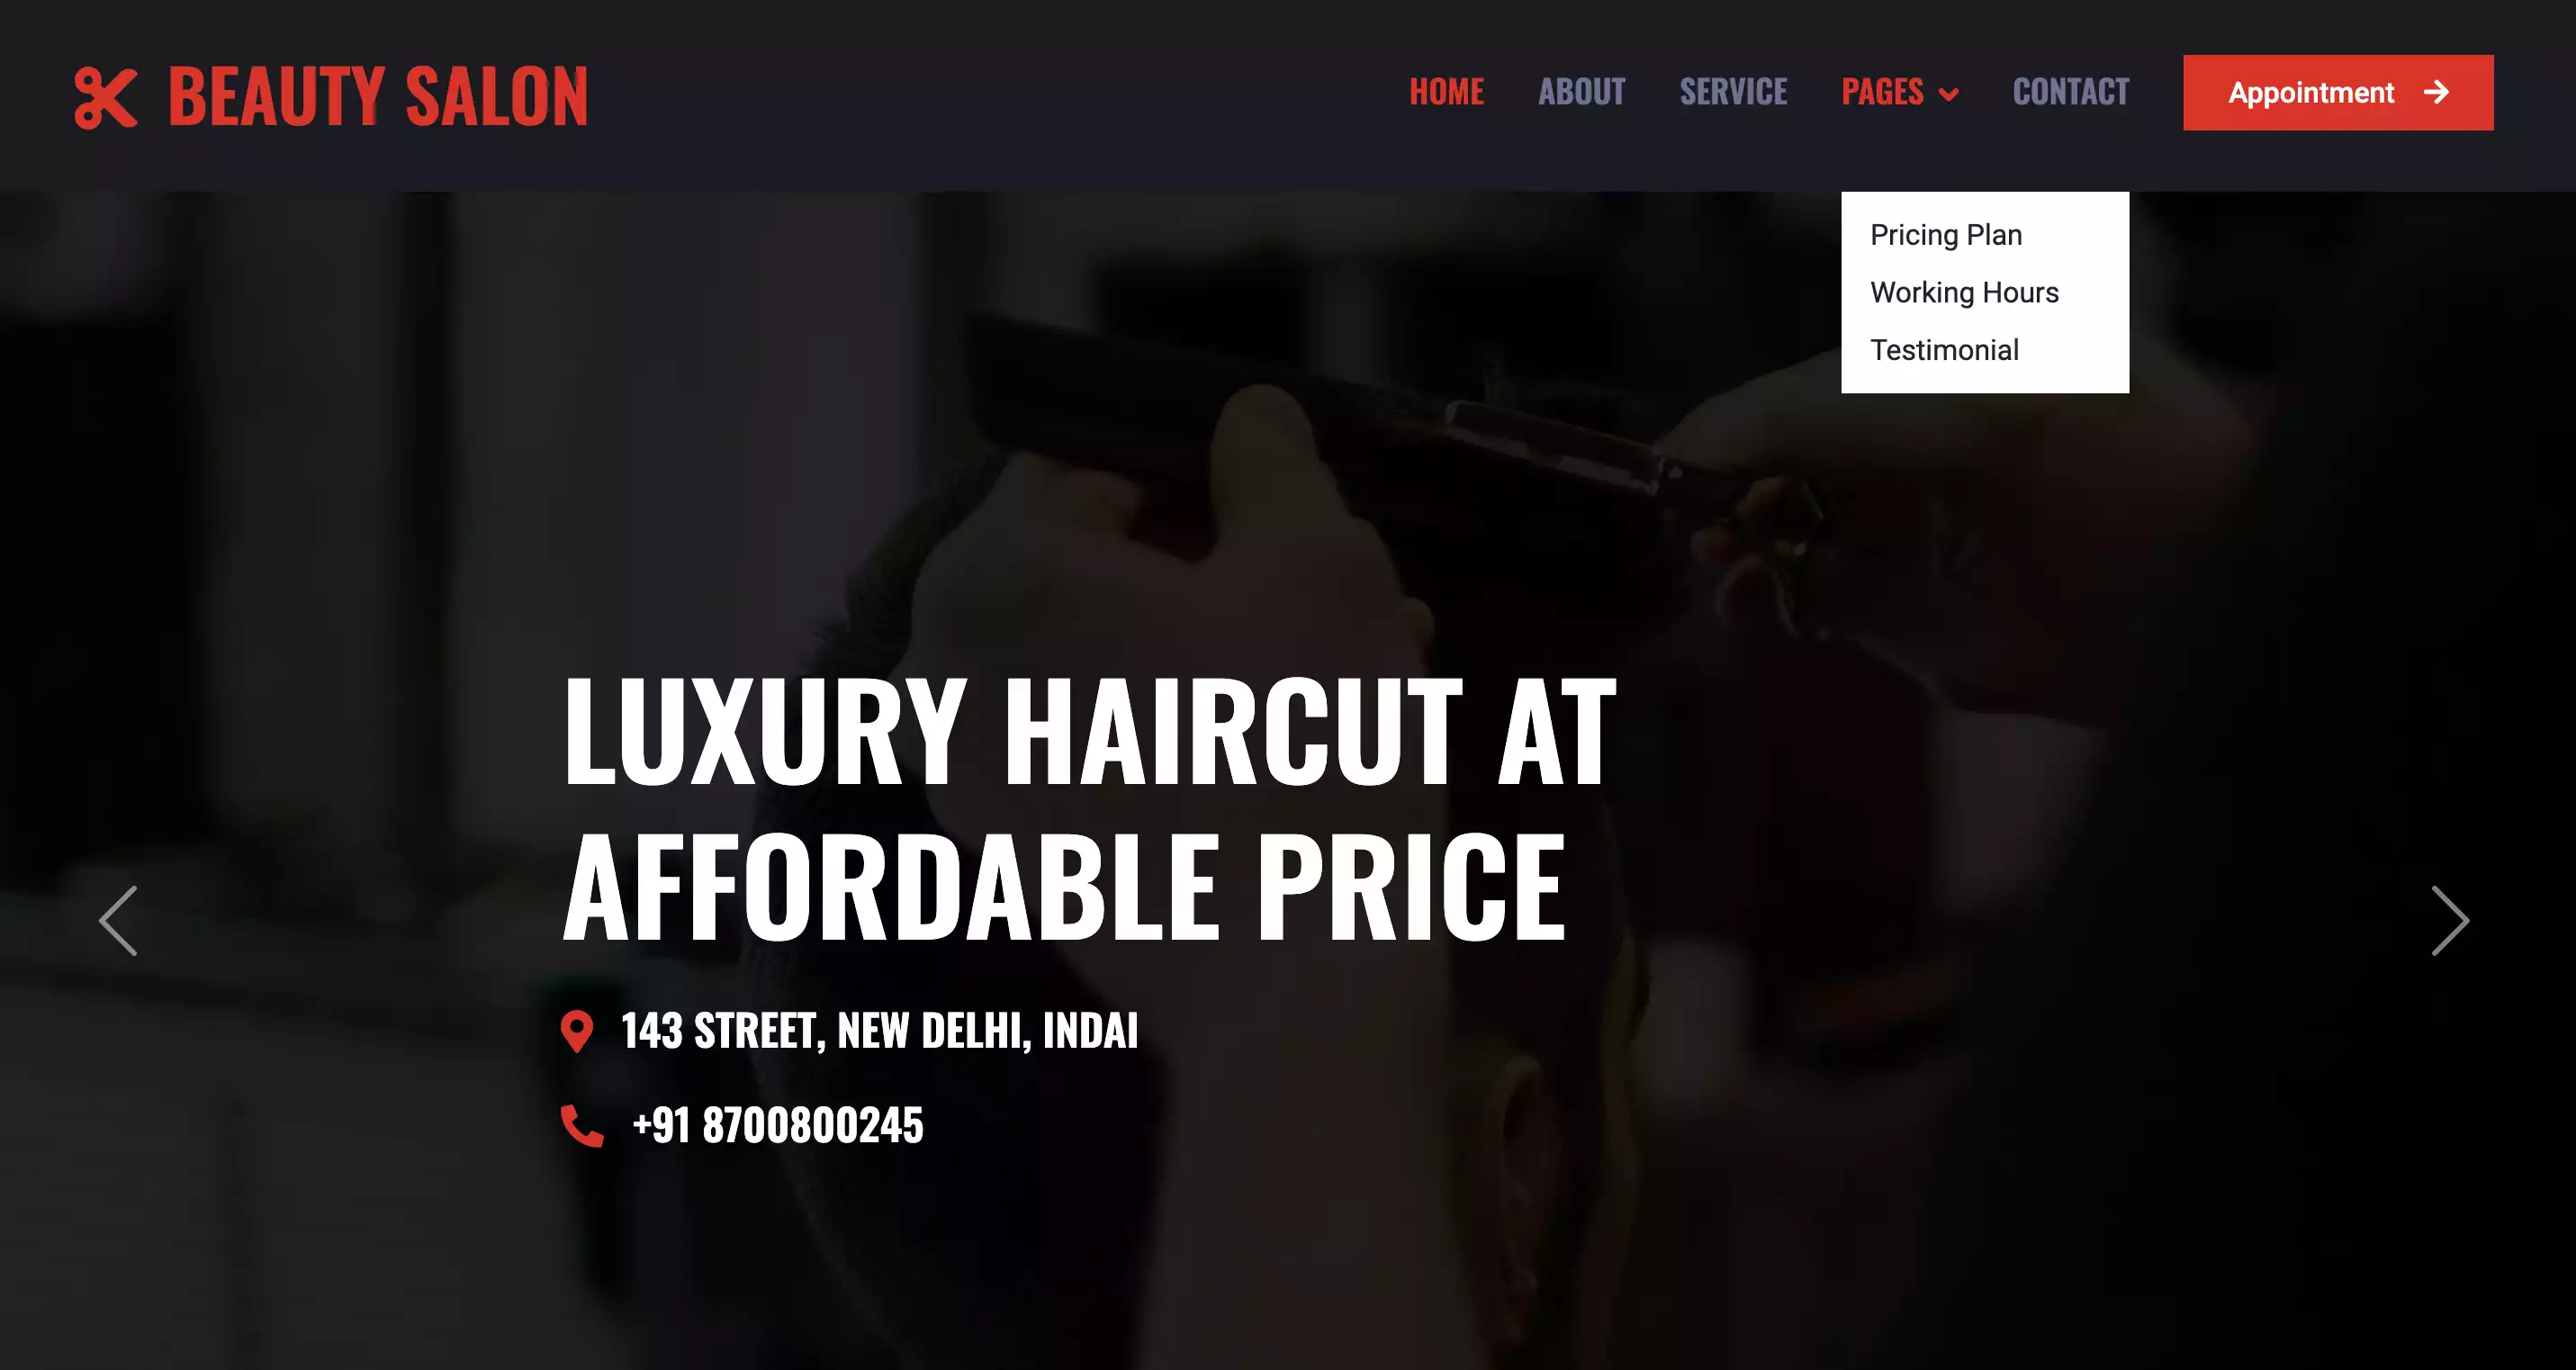 BEAUTY SALON
HOME ABOUT SERVICE PAGES CONTACT Appointment
Pricing Plan
Working Hours
Testimonial
LUXURY HAIRCUT AT
AFFORDABLE PRICE
143 STREET, NEW DELHI, INDAI
+91 8700800245